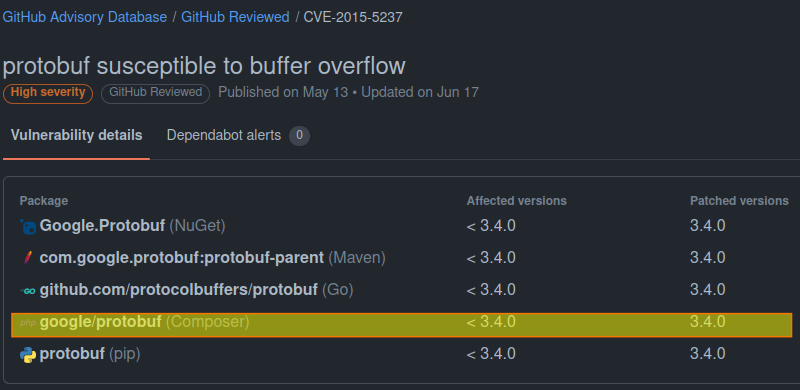 GitHub Advisory Database / GitHub Reviewed / CVE-2015-5237
protobuf susceptible to buffer overflow
High severity GitHub Reviewed Published on May 13 • Updated on Jun 17
Vulnerability details Dependabot alerts 0
Package Affected versions Patched versions
Google.Protobuf (NuGet) < 3.4.0 3.4.0
com.google.protobuf:protobuf-parent (Maven) < 3.4.0 3.4.0
GO github.com/protocolbuffers/protobuf (Go) < 3.4.0 3.4.0
php google/protobuf (Composer) < 3.4.0 3.4.0
protobuf (pip) < 3.4.0 3.4.0